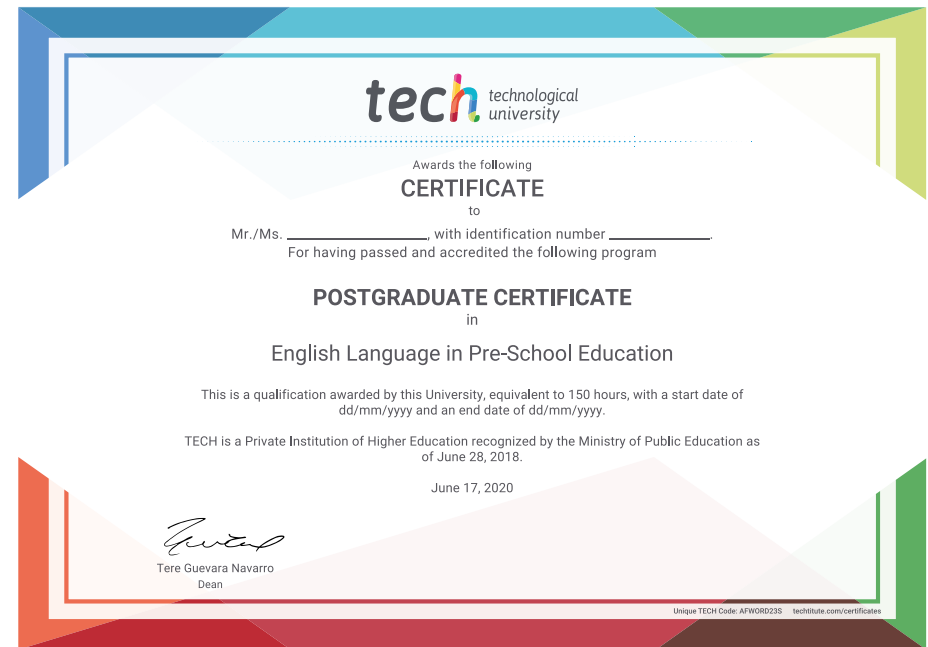 tech technological
university
Awards the following
CERTIFICATE
to
Mr./Ms. ____________________, with identification number ______________.
For having passed and accredited the following program
POSTGRADUATE CERTIFICATE
in
English Language in Pre-School Education
This is a qualification awarded by this University, equivalent to 150 hours, with a start date of
dd/mm/yyyy and an end date of dd/mm/yyyy.
TECH is a Private Institution of Higher Education recognized by the Ministry of Public Education as
of June 28, 2018.
June 17, 2020
Tere Guevara Navarro
Dean
Unique TECH Code: AFWORD23S techtitute.com/certificates